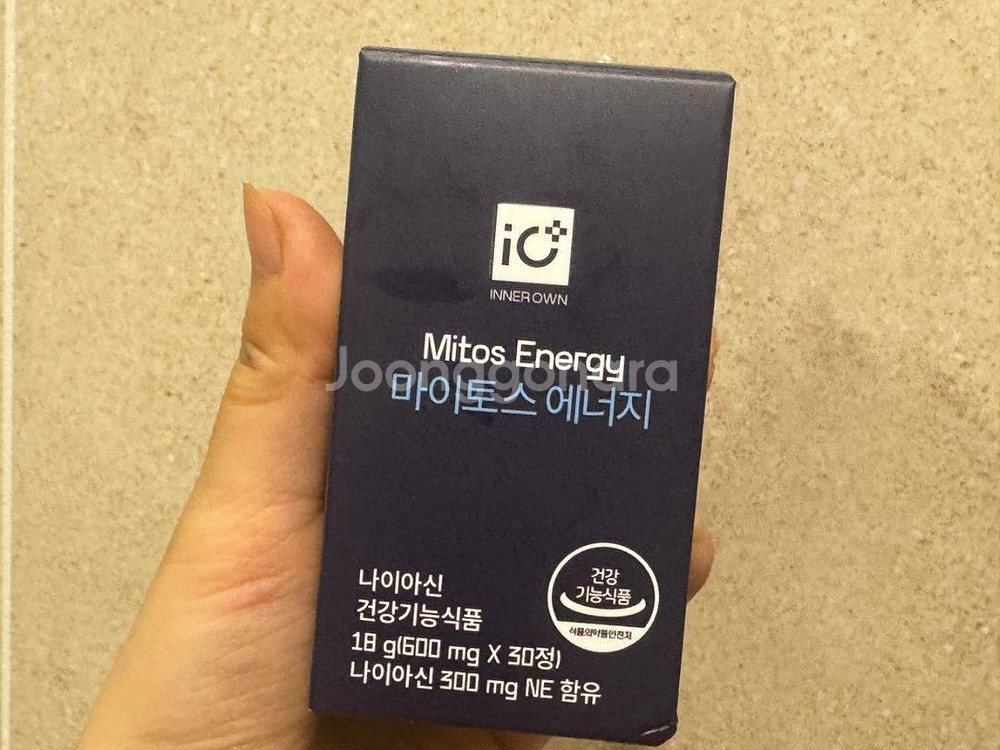 iO+
INNEROWN
Mitos Energy
Joonggonara
마이토스 에너지
나이아신
건강기능식품
18 g(600 mg X 30정)
나이아신 300 mg NE 함유
건강
기능식품
식품의약품안전처